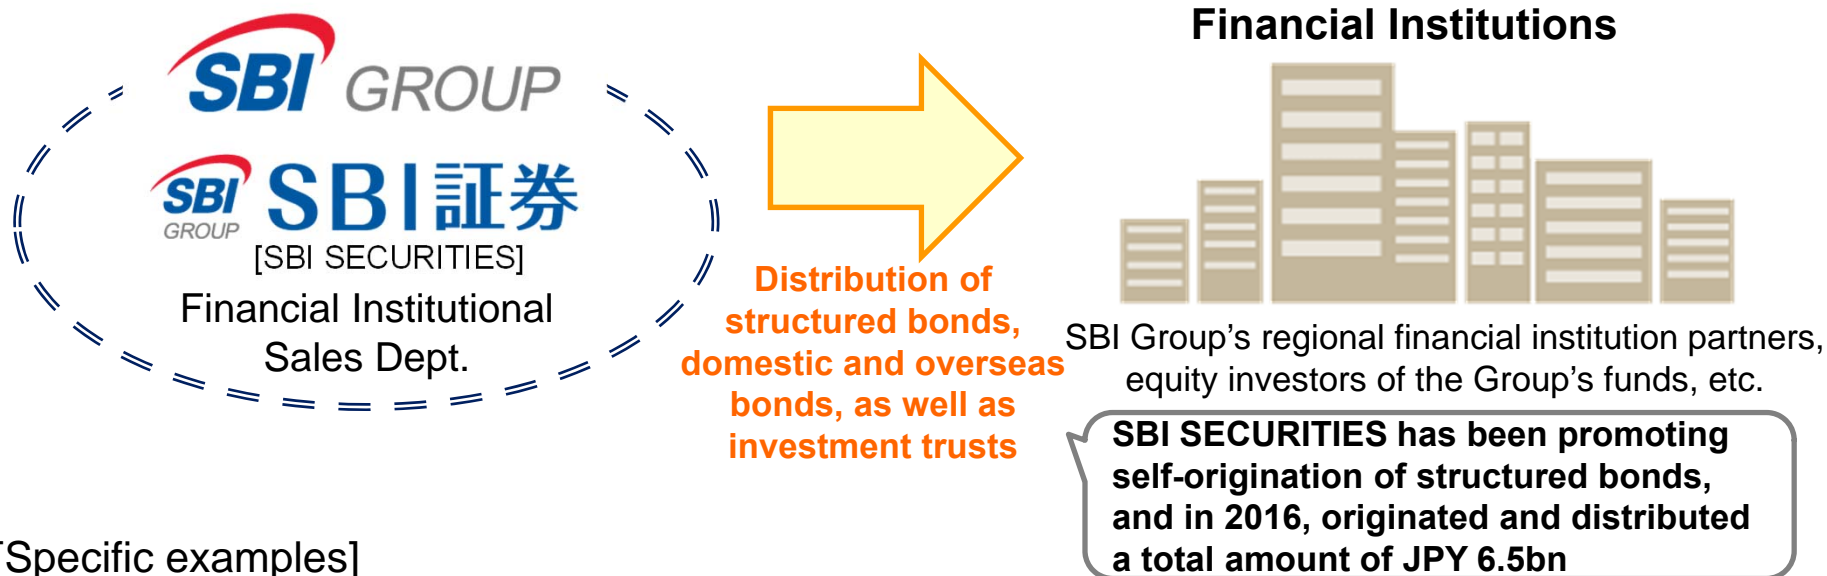 SBI GROUP
SBI GROUP SBI証券
[SBI SECURITIES]
Financial Institutional
Sales Dept.
Distribution of
structured bonds,
domestic and overseas
bonds, as well as
investment trusts
Financial Institutions
SBI Group’s regional financial institution partners,
equity investors of the Group’s funds, etc.
SBI SECURITIES has been promoting
self-origination of structured bonds,
and in 2016, originated and distributed
a total amount of JPY 6.5bn
[Specific examples]